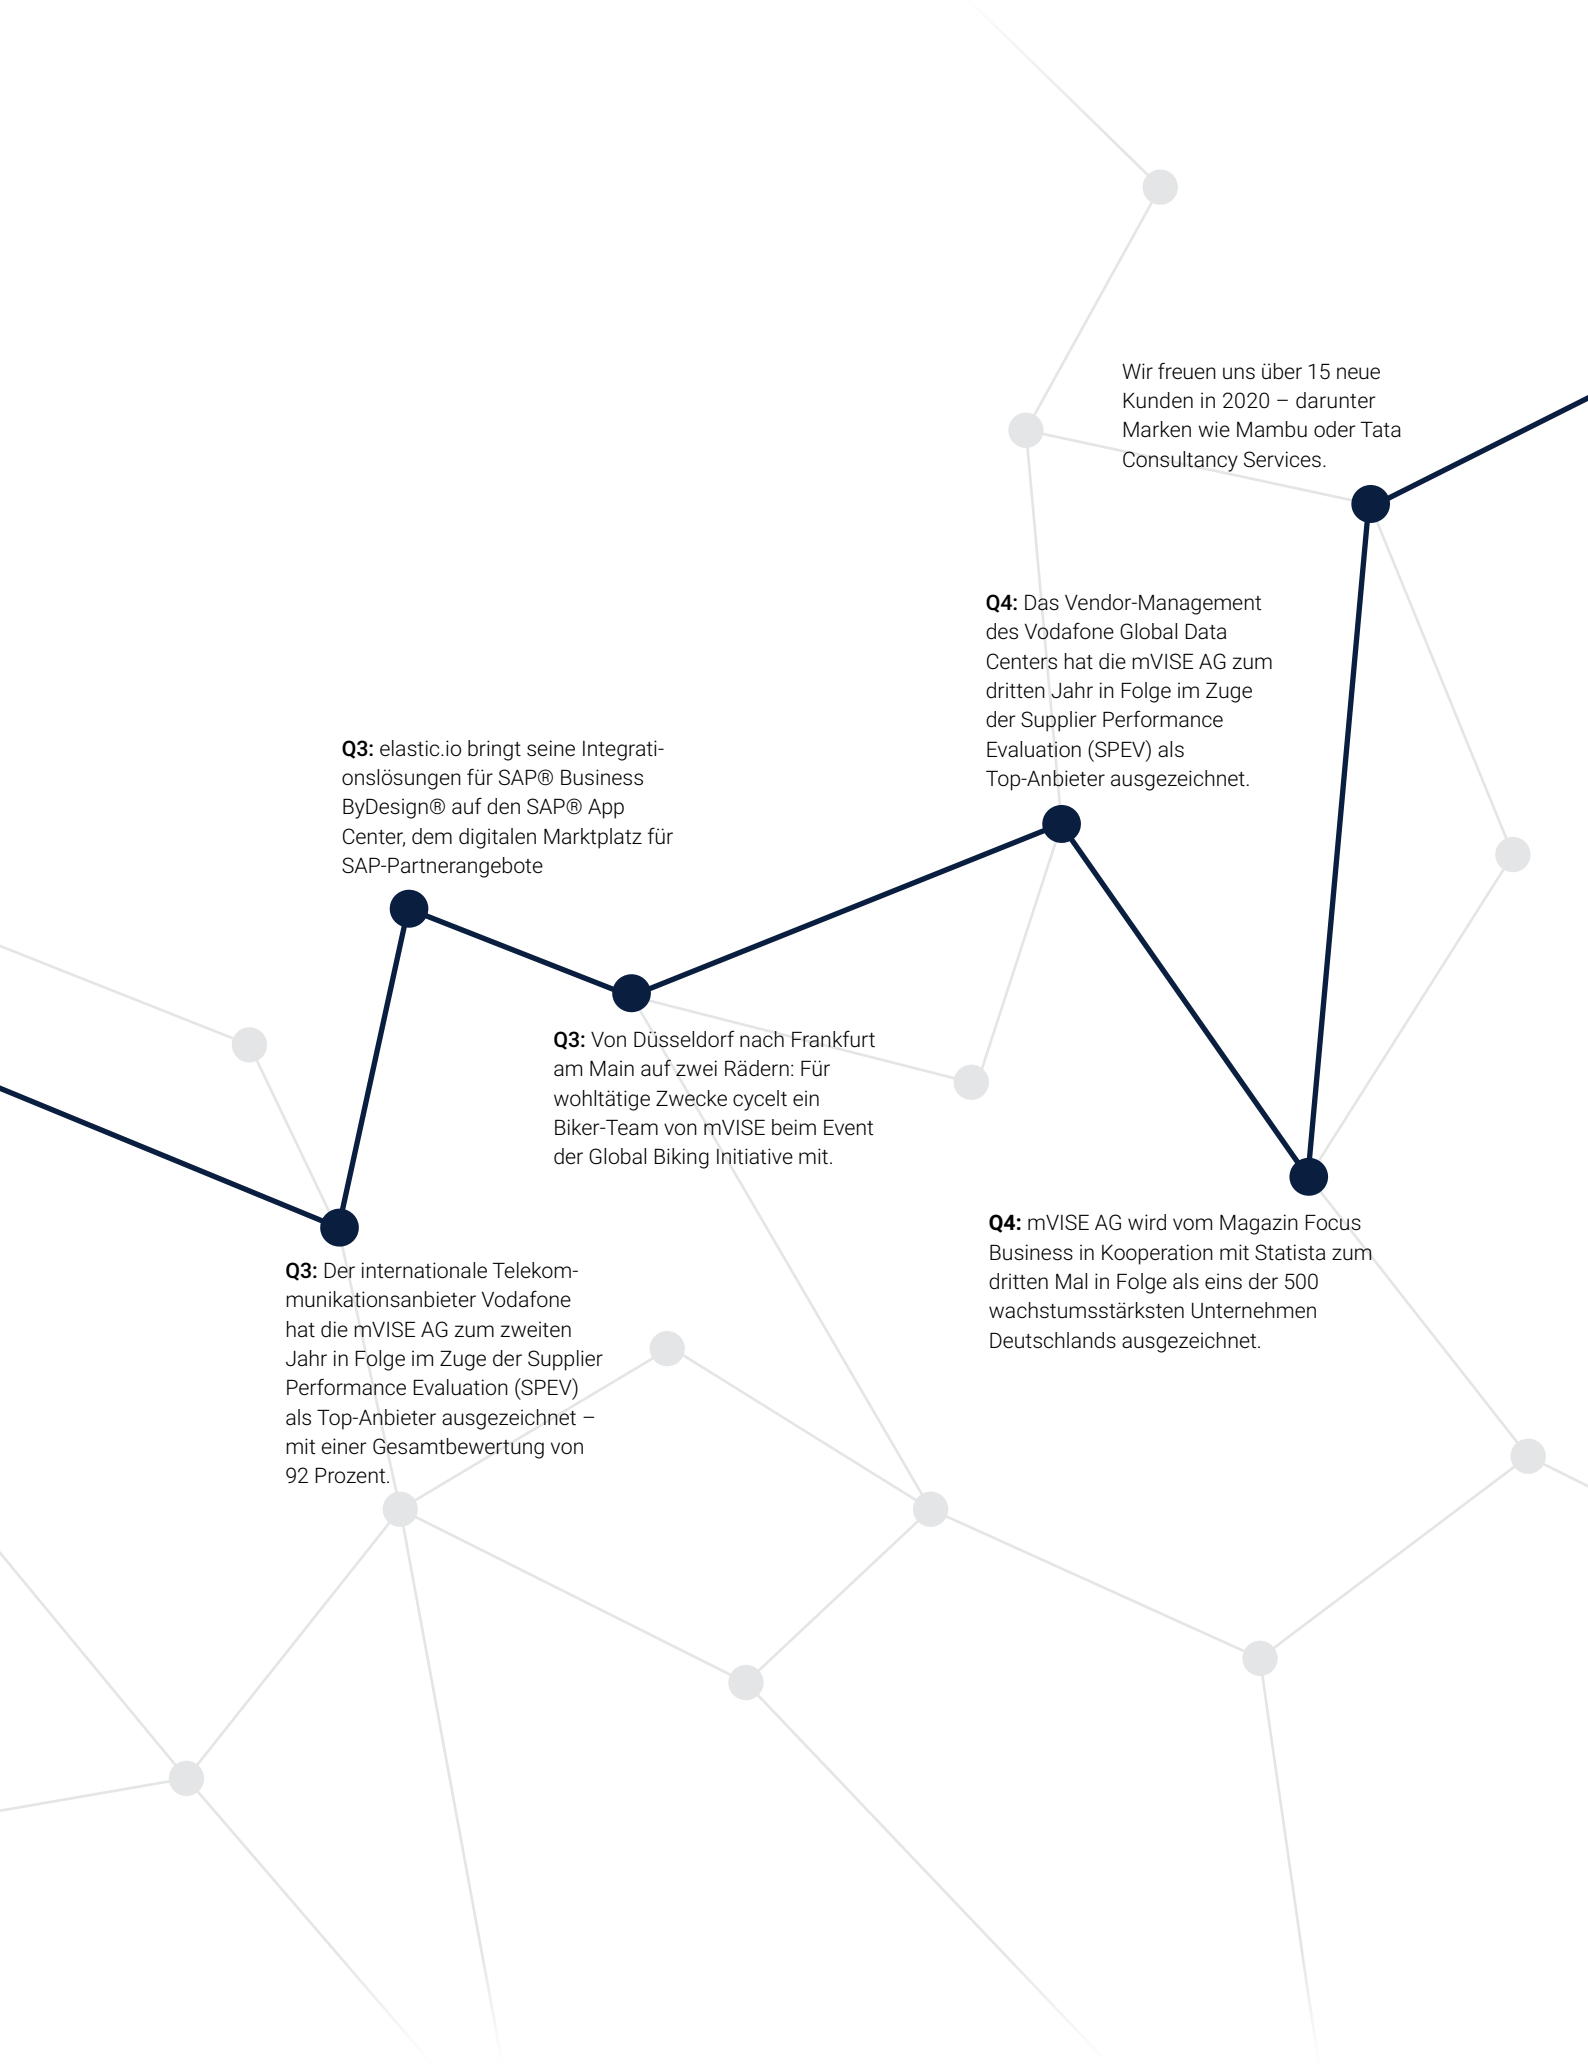 Wir freuen uns über 15 neue
Kunden in 2020 – darunter
Marken wie Mambu oder Tata
Consultancy Services.
Q4: Das Vendor-Management
des Vodafone Global Data
Centers hat die mVISE AG zum
dritten Jahr in Folge im Zuge
der Supplier Performance
Evaluation (SPEV) als
Top-Anbieter ausgezeichnet.
Q3: elastic.io bringt seine Integrati-
onslösungen für SAP® Business
ByDesign® auf den SAP® App
Center, dem digitalen Marktplatz für
SAP-Partnerangebote
Q3: Von Düsseldorf nach Frankfurt
am Main auf zwei Rädern: Für
wohltätige Zwecke cycelt ein
Biker-Team von mVISE beim Event
der Global Biking Initiative mit.
Q4: mVISE AG wird vom Magazin Focus
Business in Kooperation mit Statista zum
dritten Mal in Folge als eins der 500
wachstumsstärksten Unternehmen
Deutschlands ausgezeichnet.
Q3: Der internationale Telekom-
munikationsanbieter Vodafone
hat die mVISE AG zum zweiten
Jahr in Folge im Zuge der Supplier
Performance Evaluation (SPEV)
als Top-Anbieter ausgezeichnet –
mit einer Gesamtbewertung von
92 Prozent.